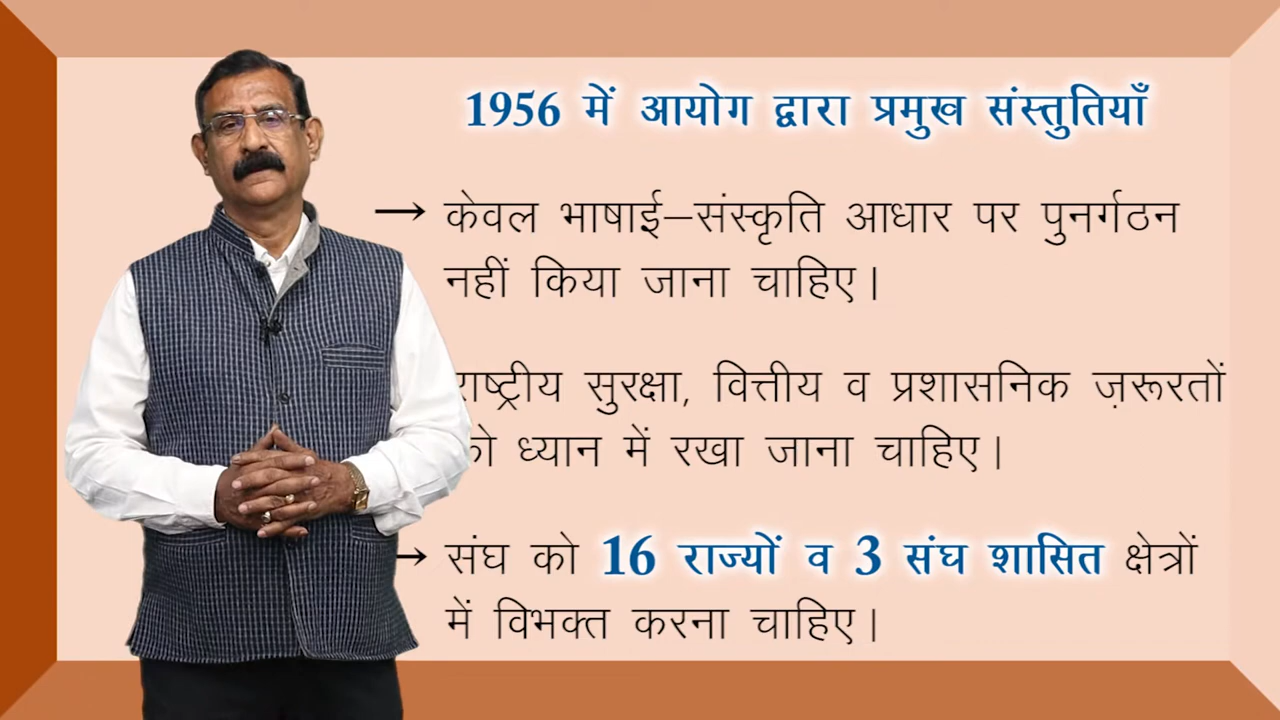 1956 में आयोग द्वारा प्रमुख संस्तुतियाँ
→ केवल भाषाई–संस्कृति आधार पर पुनर्गठन
नहीं किया जाना चाहिए।
राष्ट्रीय सुरक्षा, वित्तीय व प्रशासनिक ज़रूरतों
को ध्यान में रखा जाना चाहिए।
→ संघ को 16 राज्यों व 3 संघ शासित क्षेत्रों
में विभक्त करना चाहिए।